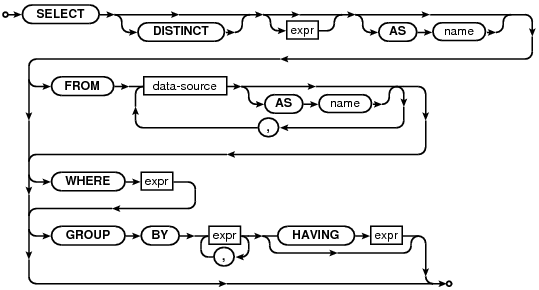 SELECT
DISTINCT
expr
AS name
FROM data-source
AS name
,
WHERE expr
GROUP BY expr HAVING expr
,